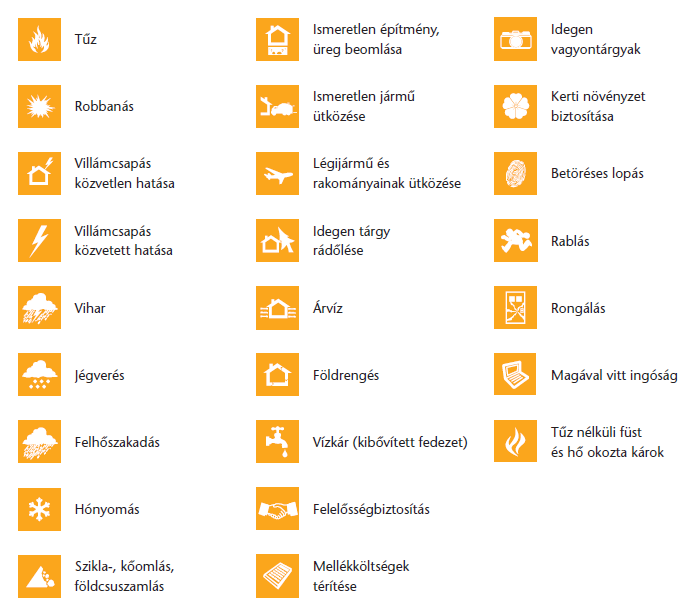 Tűz
Robbanás
Villámcsapás
közvetlen hatása
Villámcsapás
közvetett hatása
Vihar
Jégverés
Felhőszakadás
Hónyomás
Szikla-, kőomlás,
földcsuszamlás
Ismeretlen építmény,
üreg beomlása
Ismeretlen jármű
ütközése
Légijármű és
rakományainak ütközése
Idegen tárgy
rádőlése
Árvíz
Földrengés
Vízkár (kibővített fedezet)
Felelősségbiztosítás
Mellékköltségek
térítése
Idegen
vagyontárgyak
Kerti növényzet
biztosítása
Betöréses lopás
Rablás
Rongálás
Magával vitt ingóság
Tűz nélküli füst
és hő okozta károk